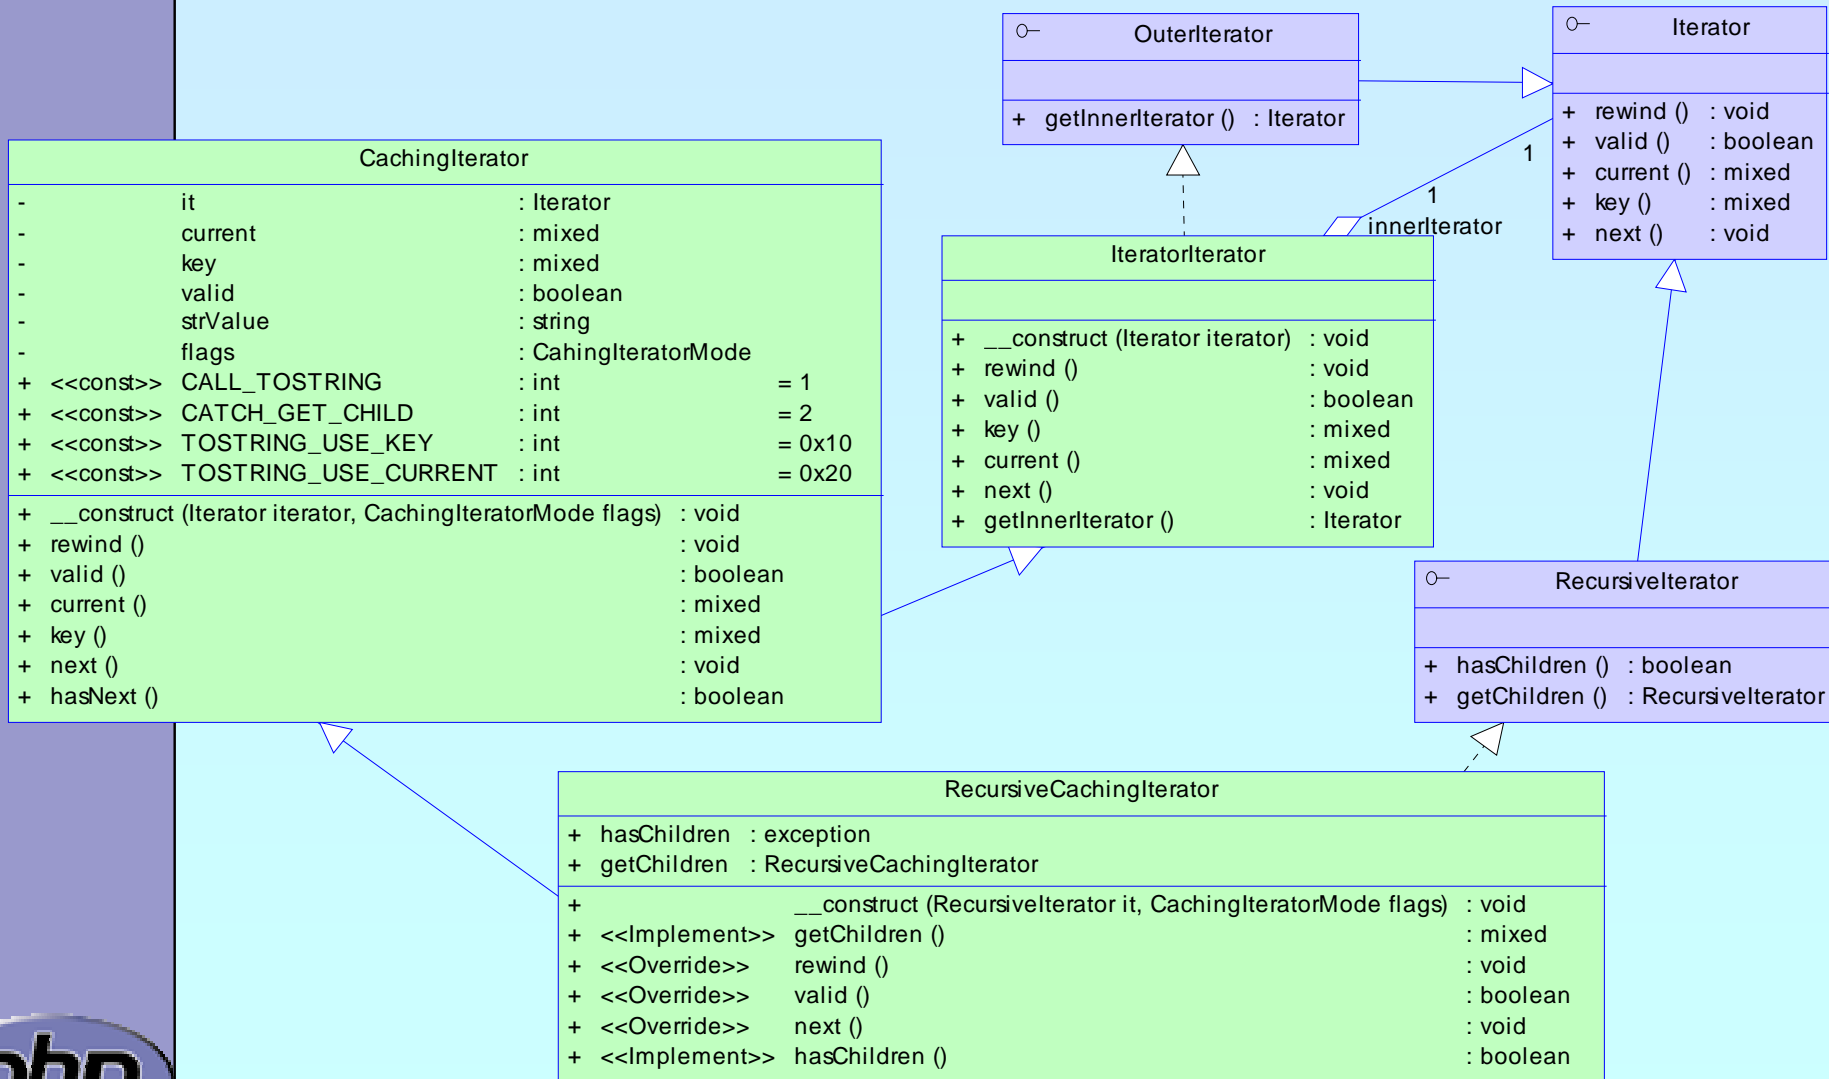 OuterIterator
+ getInnerIterator () : Iterator
Iterator
+ rewind () : void
+ valid () : boolean
+ current () : mixed
+ key () : mixed
+ next () : void
1
1
innerIterator
CachingIterator
- it : Iterator
- current : mixed
- key : mixed
- valid : boolean
- strValue : string
- flags : CahingIteratorMode
+ <<const>> CALL_TOSTRING : int = 1
+ <<const>> CATCH_GET_CHILD : int = 2
+ <<const>> TOSTRING_USE_KEY : int = 0x10
+ <<const>> TOSTRING_USE_CURRENT : int = 0x20
+ __construct (Iterator iterator, CachingIteratorMode flags) : void
+ rewind () : void
+ valid () : boolean
+ current () : mixed
+ key () : mixed
+ next () : void
+ hasNext () : boolean
IteratorIterator
+ __construct (Iterator iterator) : void
+ rewind () : void
+ valid () : boolean
+ key () : mixed
+ current () : mixed
+ next () : void
+ getInnerIterator () : Iterator
RecursiveIterator
+ hasChildren () : boolean
+ getChildren () : RecursiveIterator
RecursiveCachingIterator
+ hasChildren : exception
+ getChildren : RecursiveCachingIterator
+ __construct (RecursiveIterator it, CachingIteratorMode flags) : void
+ <<Implement>> getChildren () : mixed
+ <<Override>> rewind () : void
+ <<Override>> valid () : boolean
+ <<Override>> next () : void
+ <<Implement>> hasChildren () : boolean
php